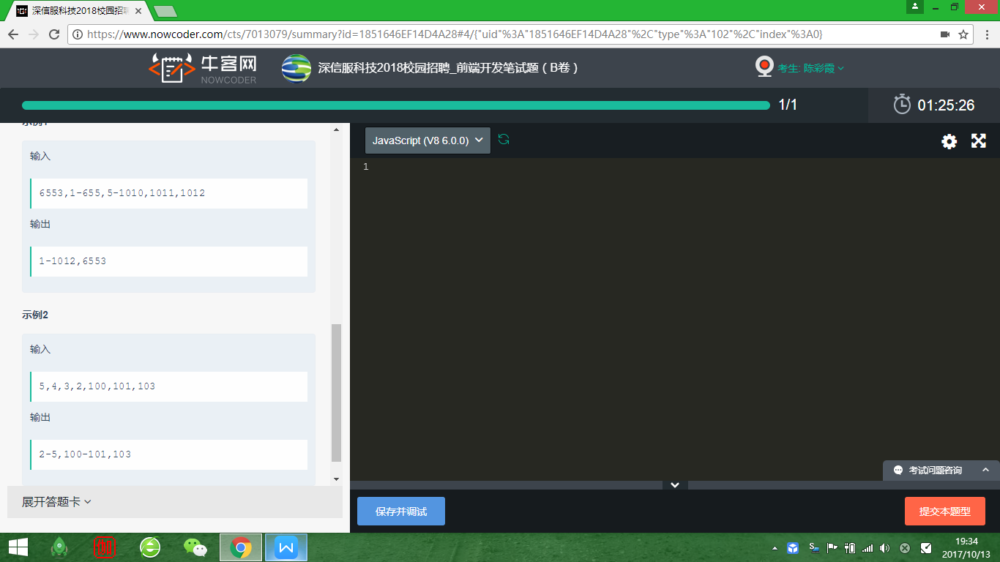 深信服科技2018校园招聘
https://www.nowcoder.com/cts/7013079/summary?id=1851646EF14D4A28#4/{"uid"%3A"1851646EF14D4A28"%2C"type"%3A"102"%2C"index"%3A0}
牛客网
NOWCODER
深信服科技2018校园招聘_前端开发笔试题（B卷）
考生: 陈彩霞
1/1
01:25:26
示例1
JavaScript (V8 6.0.0)
1
输入
6553,1-655,5-1010,1011,1012
输出
1-1012,6553
示例2
输入
5,4,3,2,100,101,103
输出
2-5,100-101,103
考试问题咨询
展开答题卡
保存并调试
提交本题型
19:34
2017/10/13